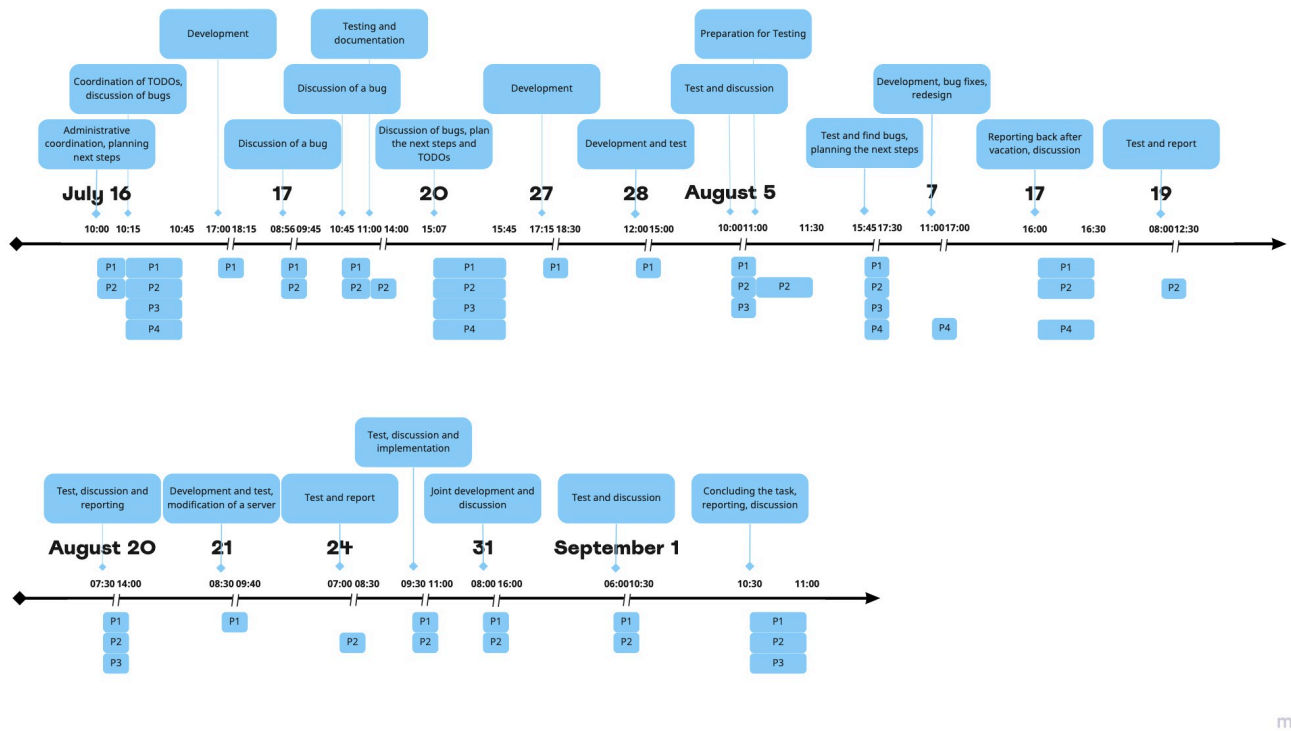 Development
Testing and
documentation
Preparation for Testing
Coordination of TODOs,
discussion of bugs
Discussion of a bug
Development
Test and discussion
Development, bug fixes,
redesign
Administrative
coordination, planning
next steps
Discussion of a bug
Discussion of bugs, plan
the next steps and
TODOs
Development and test
Test and find bugs,
planning the next steps
Reporting back after
vacation, discussion
Test and report
July 16 17 20 27 28 August 5 7 17 19
10:00 10:15 10:45 17:00 18:15 08:56 09:45 10:45 11:00 14:00 15:07 15:45 17:15 18:30 12:00 15:00 10:00 11:00 11:30 15:45 17:30 11:00 17:00 16:00 16:30 08:00 12:30
P1 P1 P1 P1 P1 P1 P1 P1 P1 P1 P1
P2 P2 P2 P2 P2 P2 P2 P2 P2 P2 P2
P3 P3 P3 P3
P4 P4 P4 P4 P4
Test, discussion and
implementation
Test, discussion and
reporting
Development and test,
modification of a server
Test and report
Joint development and
discussion
Test and discussion
Concluding the task,
reporting, discussion
August 20 21 24 31 September 1
07:30 14:00 08:30 09:40 07:00 08:30 09:30 11:00 08:00 16:00 06:00 10:30 10:30 11:00
P1 P1 P1 P1 P1 P1
P2 P2 P2 P2 P2 P2
P3 P3
m